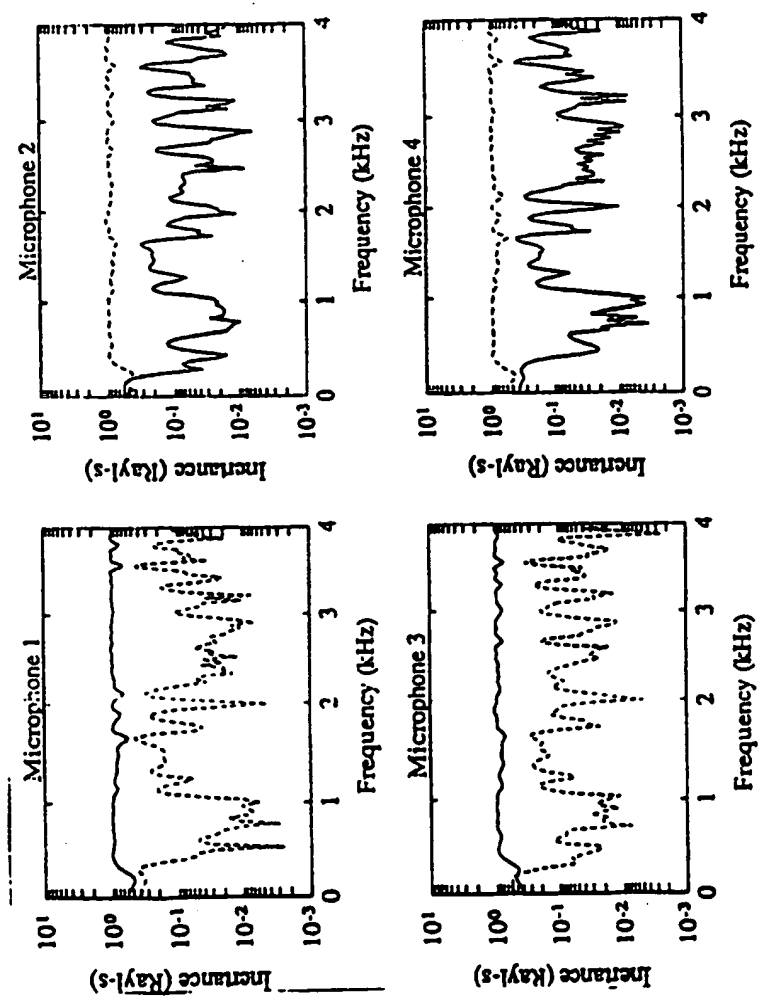 Microphone 1
10¹
10⁰
10⁻¹
10⁻²
10⁻³
Inertance (Rayl-s)
0 1 2 3 4
Frequency (kHz)
Microphone 2
10¹
10⁰
10⁻¹
10⁻²
10⁻³
Inertance (Rayl-s)
0 1 2 3 4
Frequency (kHz)
Microphone 3
10¹
10⁰
10⁻¹
10⁻²
10⁻³
Inertance (Rayl-s)
0 1 2 3 4
Frequency (kHz)
Microphone 4
10¹
10⁰
10⁻¹
10⁻²
10⁻³
Inertance (Rayl-s)
0 1 2 3 4
Frequency (kHz)